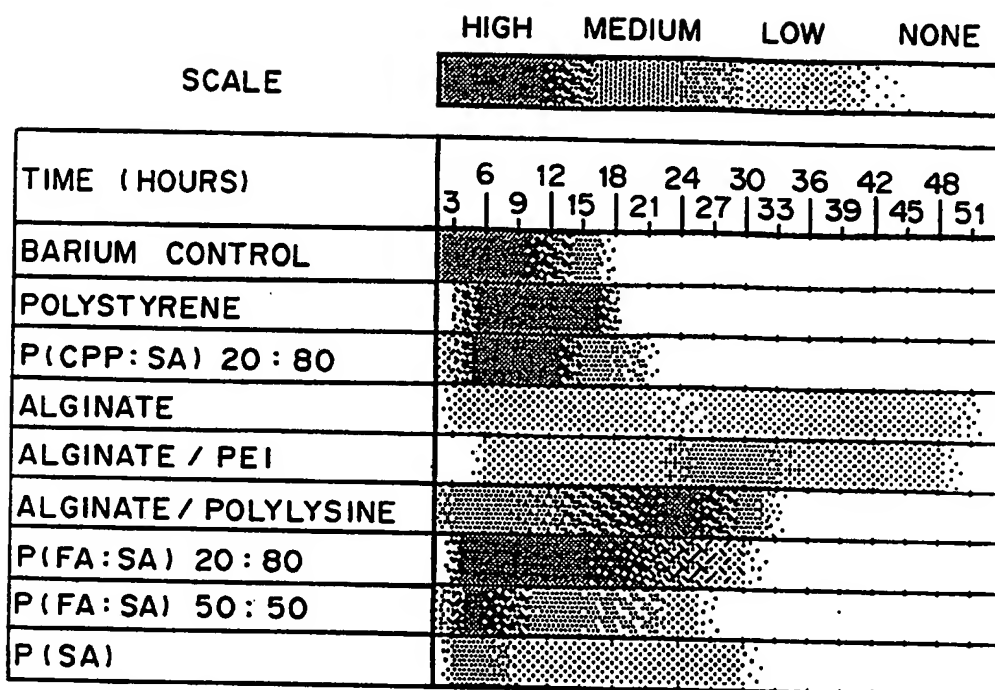 HIGH MEDIUM LOW NONE
SCALE
TIME (HOURS)
6 12 18 24 30 36 42 48
3 9 15 21 27 33 39 45 51
BARIUM CONTROL
POLYSTYRENE
P(CPP:SA) 20:80
ALGINATE
ALGINATE / PEI
ALGINATE / POLYLYSINE
P(FA:SA) 20:80
P(FA:SA) 50:50
P(SA)